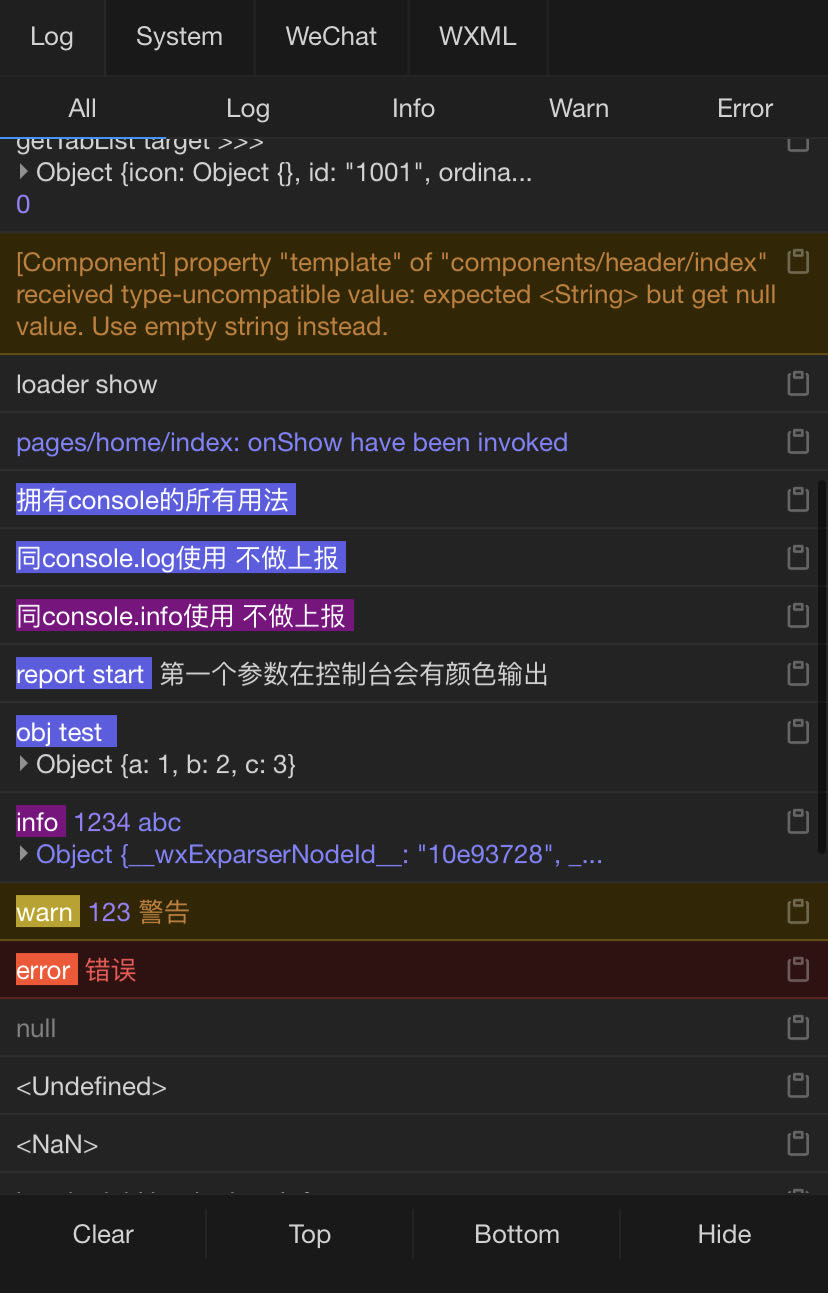 Log System WeChat WXML
All Log Info Warn Error
getTabList target >>>
Object {icon: Object {}, id: "1001", ordina...
0
[Component] property "template" of "components/header/index"
received type-uncompatible value: expected <String> but get null
value. Use empty string instead.
loader show
pages/home/index: onShow have been invoked
拥有console的所有用法
同console.log使用 不做上报
同console.info使用 不做上报
report start 第一个参数在控制台会有颜色输出
obj test
Object {a: 1, b: 2, c: 3}
info 1234 abc
Object {__wxExparserNodeId__: "10e93728", _...
warn 123 警告
error 错误
null
<Undefined>
<NaN>
Clear Top Bottom Hide